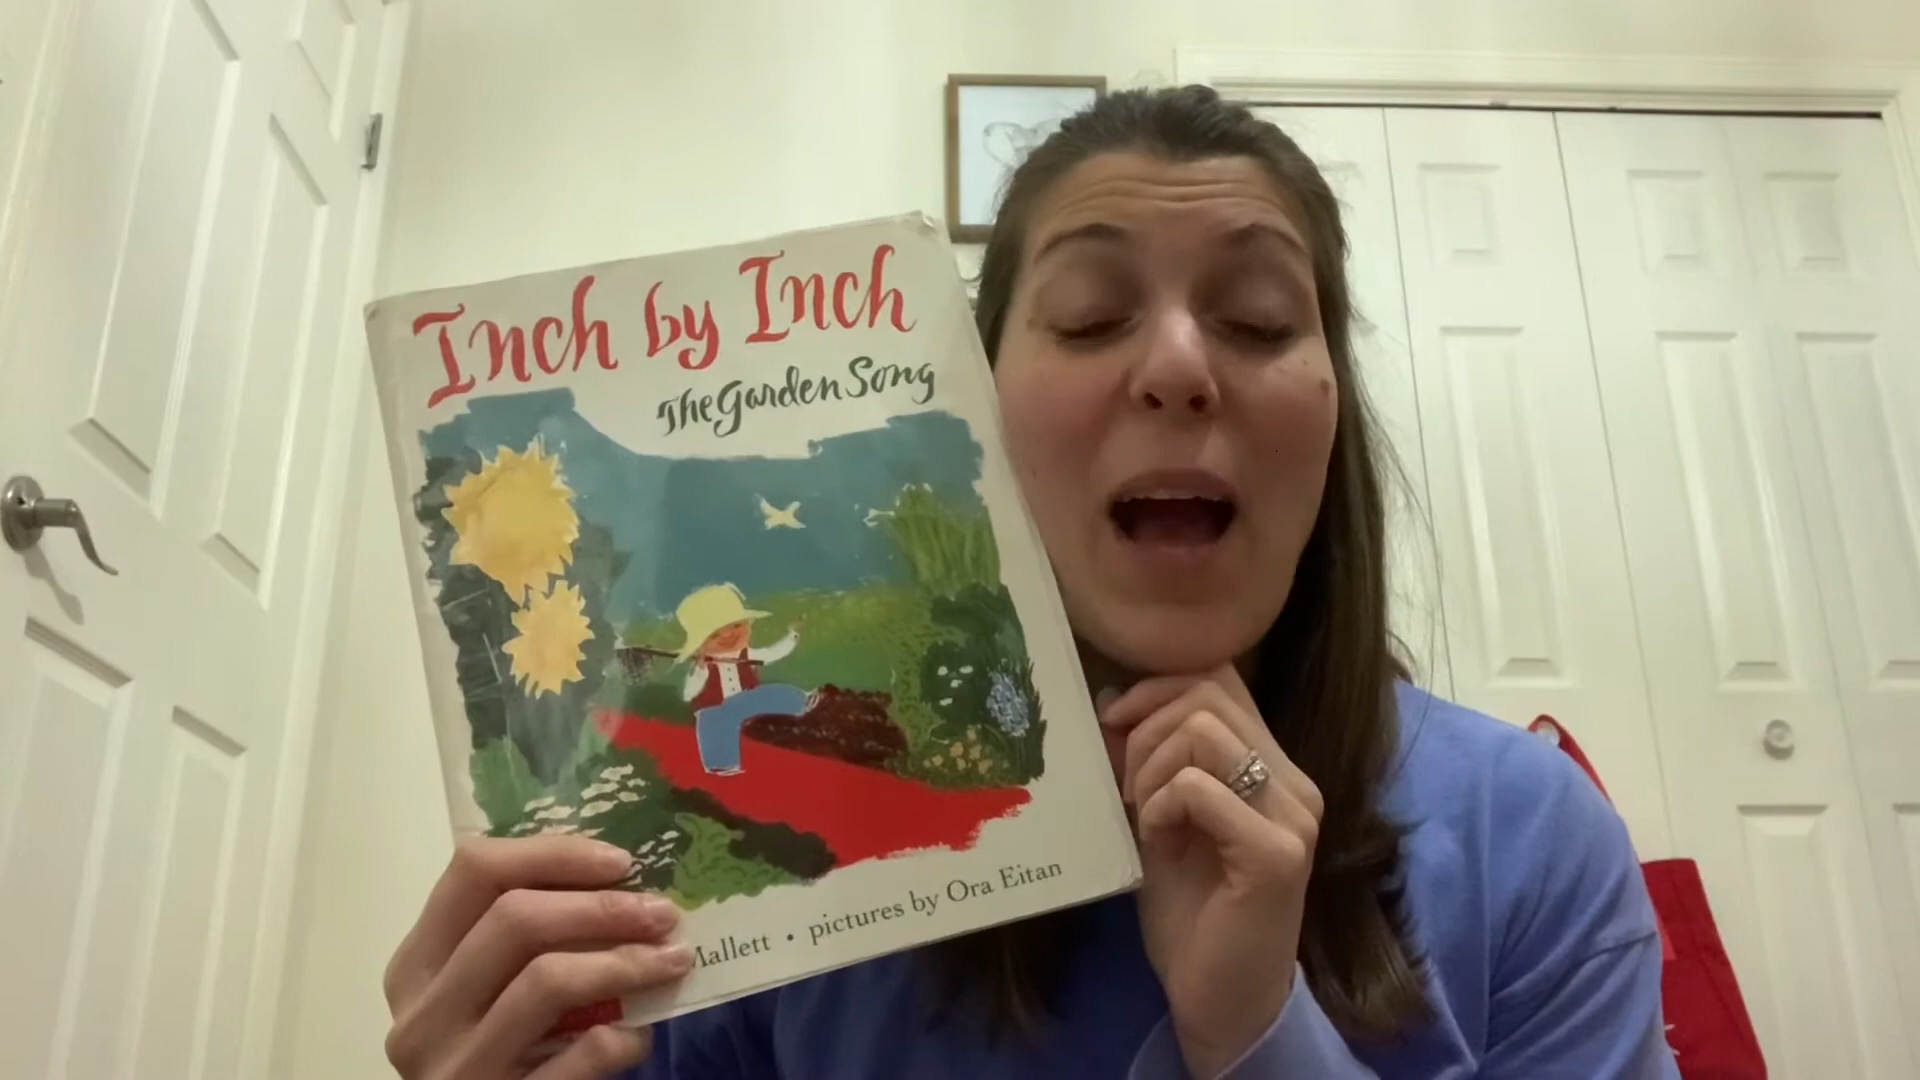 Inch by Inch
The Garden Song
Mallett • pictures by Ora Eitan